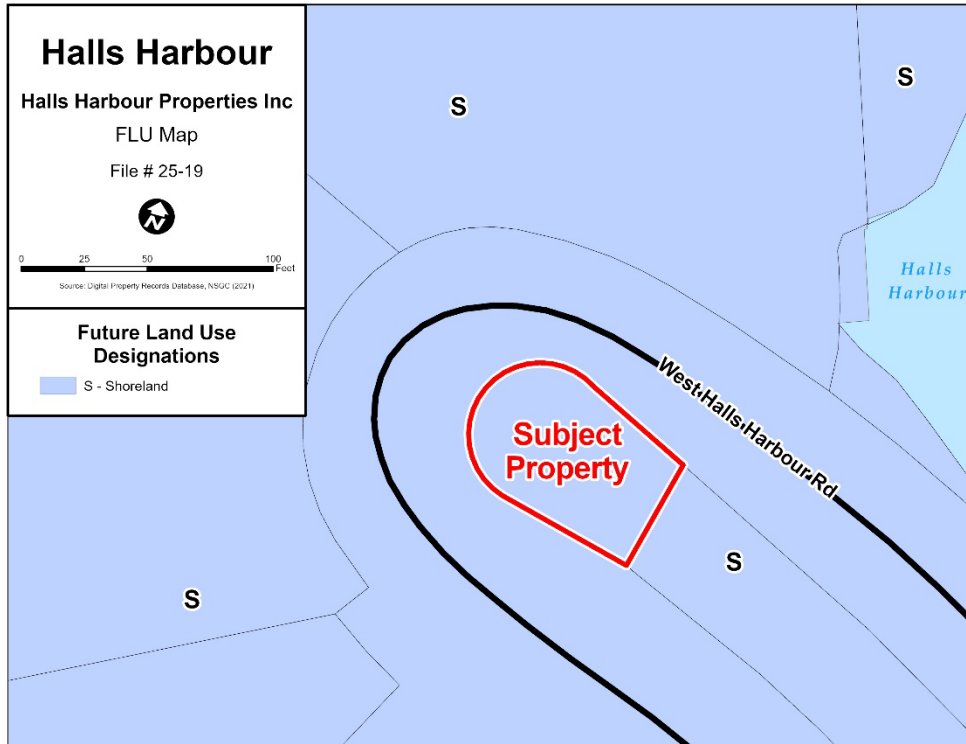 Halls Harbour
Halls Harbour Properties Inc
FLU Map
File # 25-19
N
0 25 50 100
Feet
Source: Digital Property Records Database, NSGC (2021)
Future Land Use
Designations
S - Shoreland
S
S
Halls
Harbour
West Halls Harbour Rd
Subject
Property
S
S